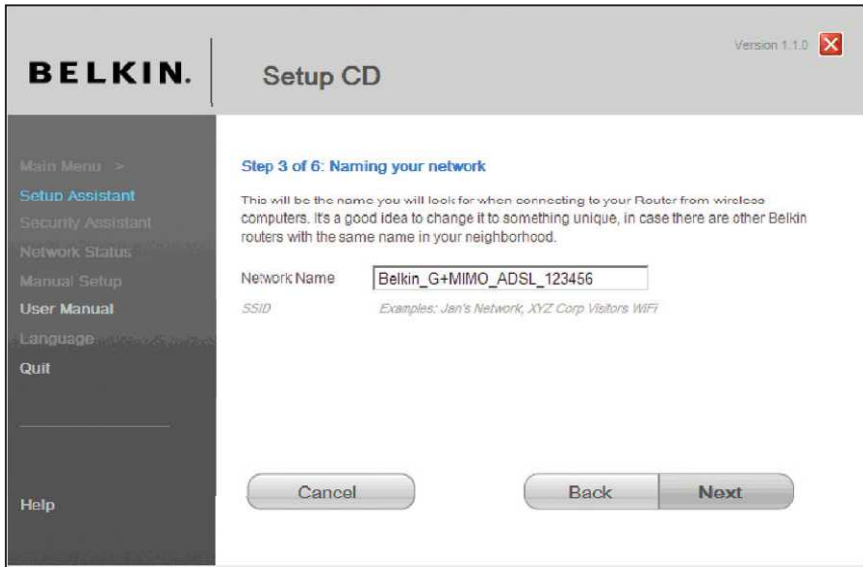 Version 1.1.0
BELKIN.
Setup CD
Main Menu >
Setup Assistant
Security Assistant
Network Status
Manual Setup
User Manual
Language
Quit
Help
Step 3 of 6: Naming your network
This will be the name you will look for when connecting to your Router from wireless
computers. It's a good idea to change it to something unique, in case there are other Belkin
routers with the same name in your neighborhood.
Network Name
Belkin_G+MIMO_ADSL_123456
SSID
Examples: Jan's Network, XYZ Corp Visitors WiFi
Cancel
Back
Next